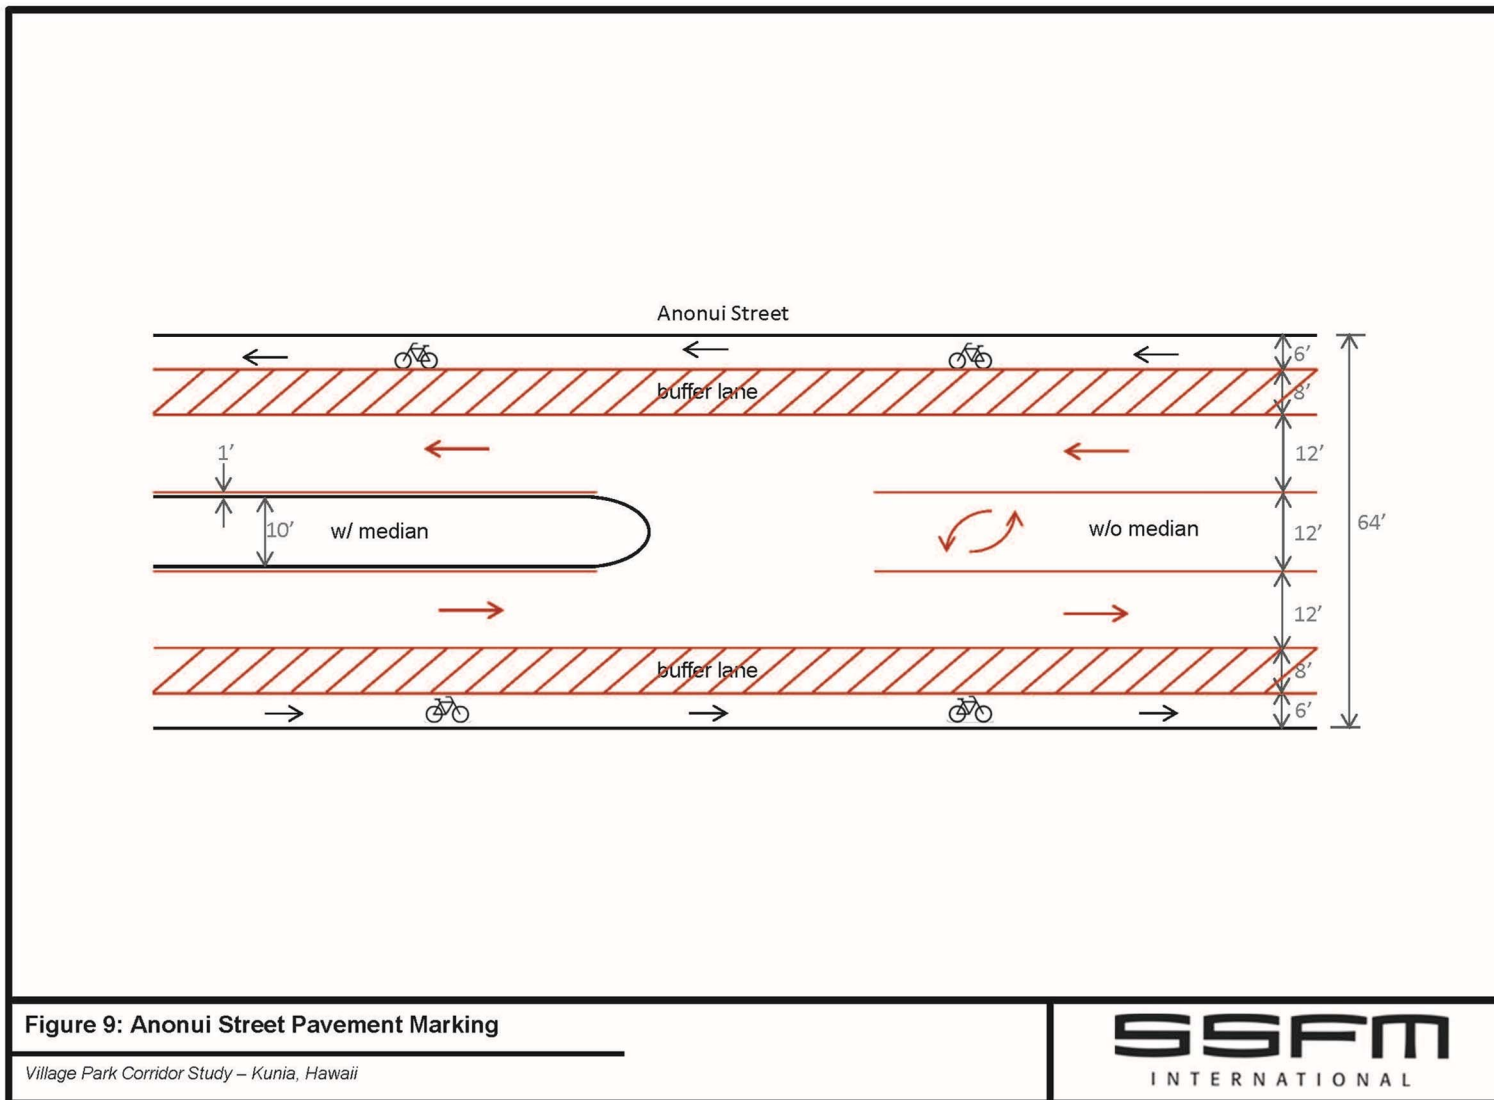 Anonui Street
6’
buffer lane
8’
1’
12’
10’
w/ median
w/o median
12’
64’
12’
buffer lane
8’
6’
Figure 9: Anonui Street Pavement Marking
Village Park Corridor Study – Kunia, Hawaii
SSFM
INTERNATIONAL